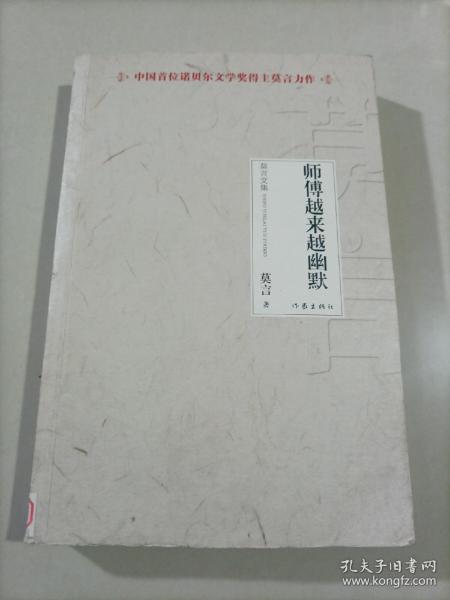 中国首位诺贝尔文学奖得主莫言力作
师傅越来越幽默
莫言文集
莫言 著
作家出版社
孔夫子旧书网
www.kongfz.com